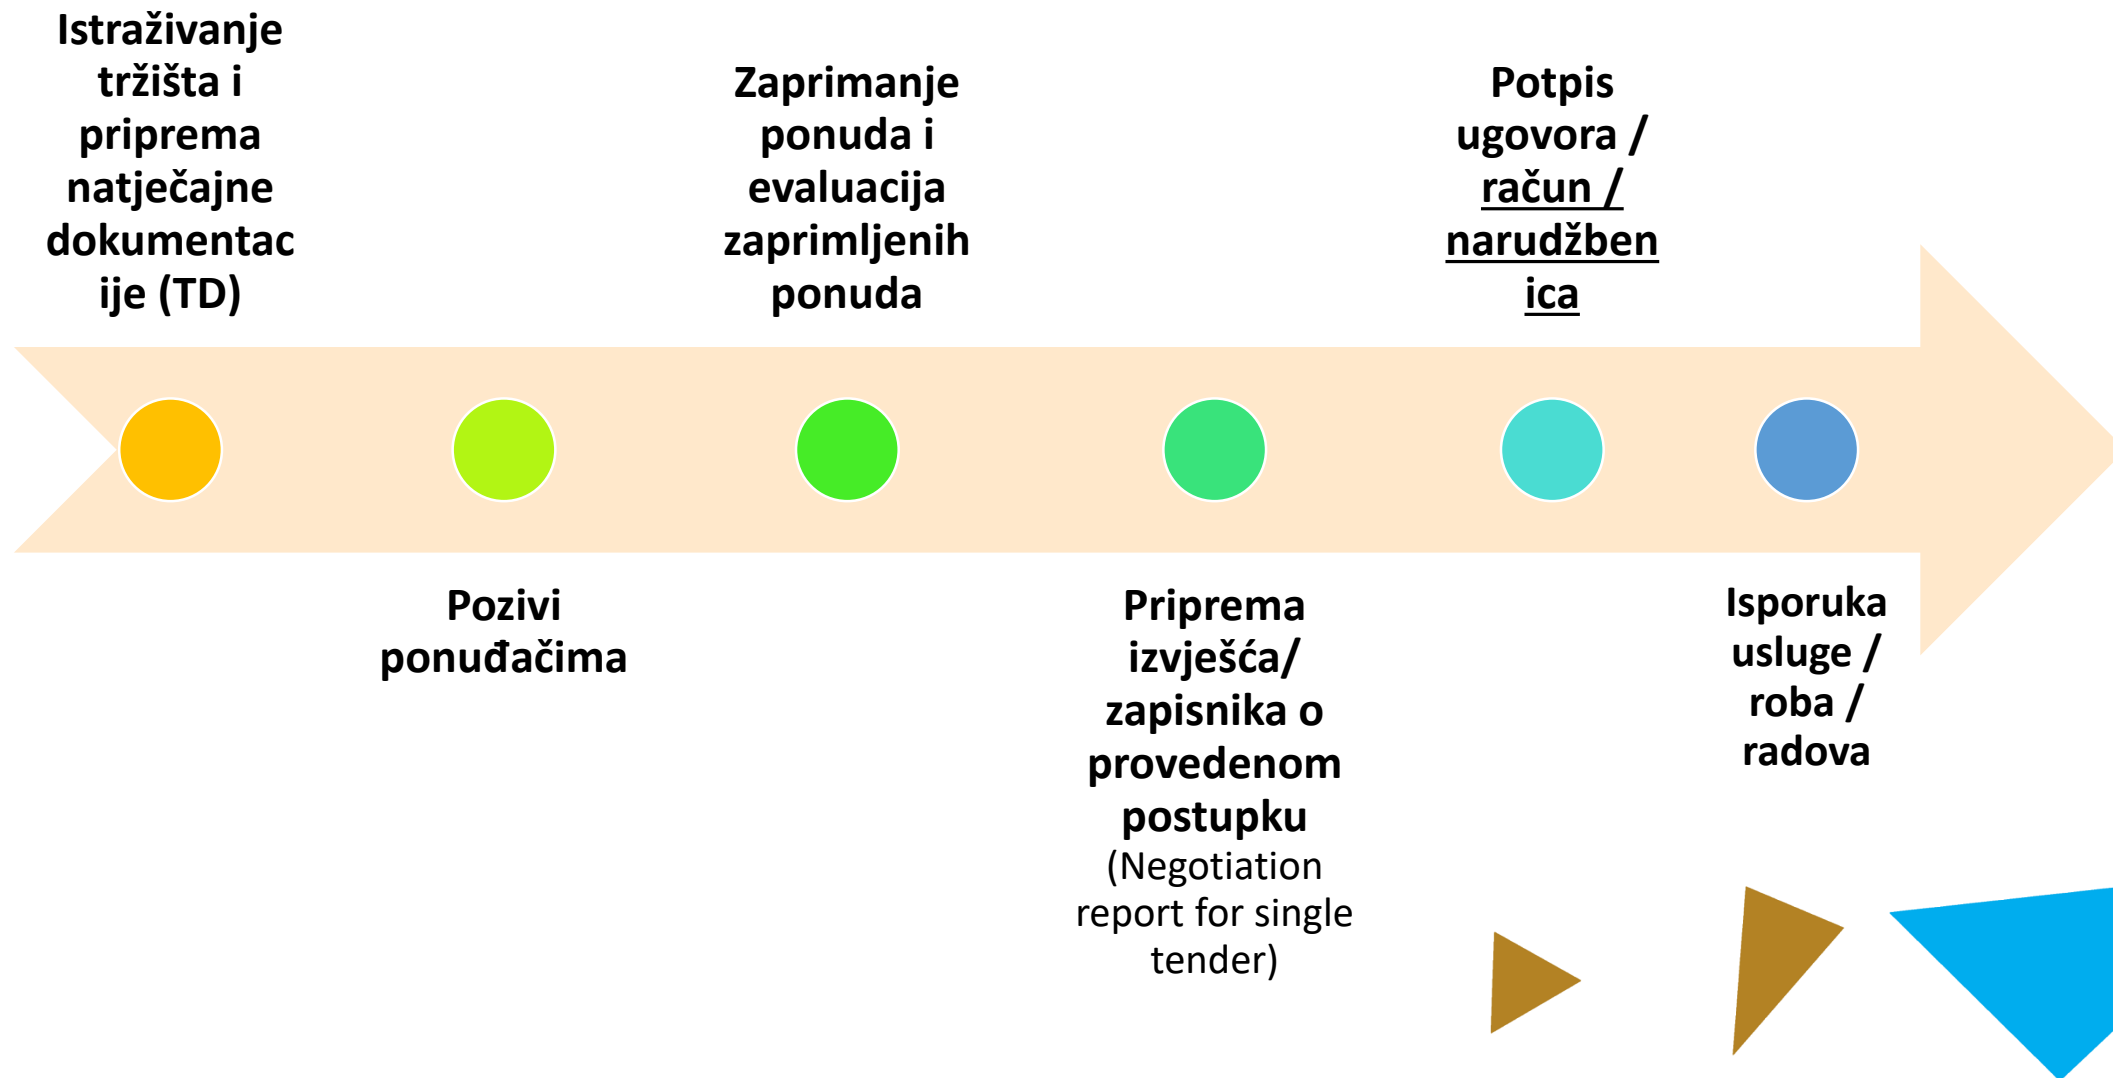 Istraživanje
tržišta i
priprema
natječajne
dokumentac
ije (TD)
Pozivi
ponuđačima
Zaprimanje
ponuda i
evaluacija
zaprimljenih
ponuda
Priprema
izvješća/
zapisnika o
provedenom
postupku
(Negotiation
report for single
tender)
Potpis
ugovora /
račun /
narudžben
ica
Isporuka
usluge /
roba /
radova